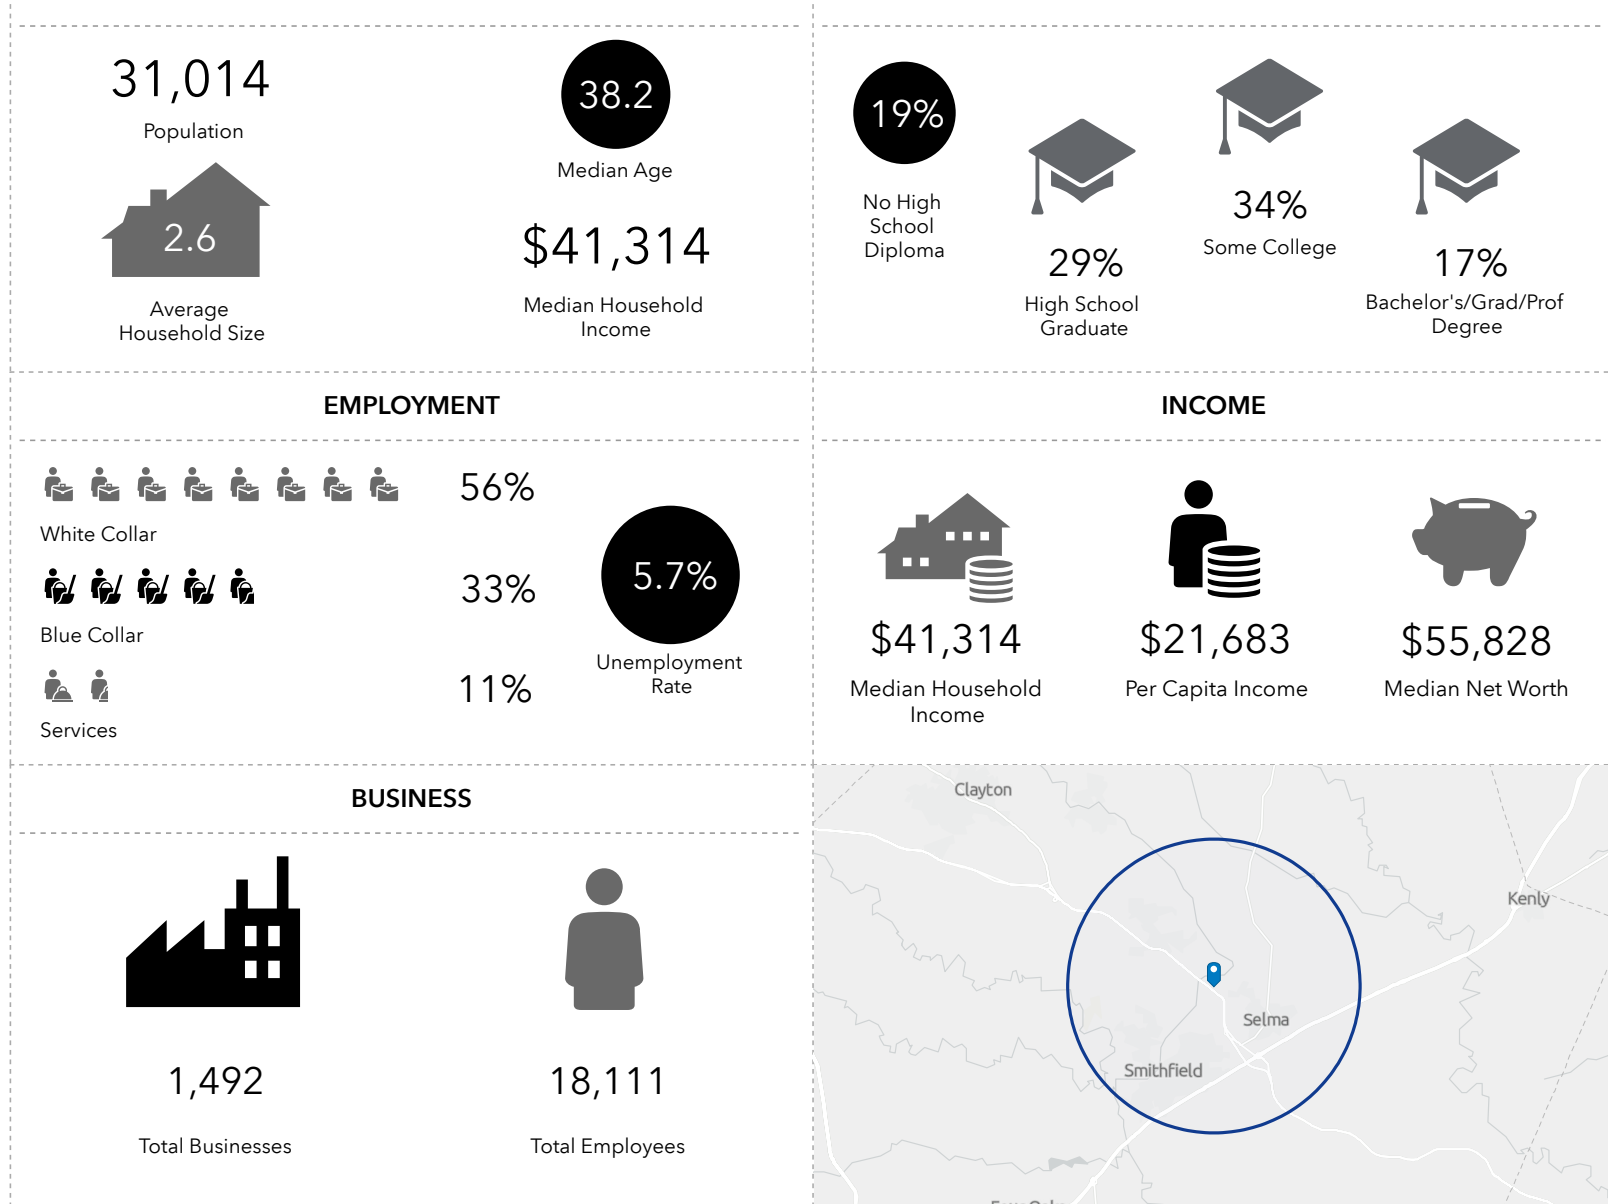 31,014
Population
2.6
Average
Household Size
38.2
Median Age
$41,314
Median Household
Income
19%
No High
School
Diploma
29%
High School
Graduate
34%
Some College
17%
Bachelor's/Grad/Prof
Degree
EMPLOYMENT
56%
White Collar
33%
Blue Collar
11%
Services
5.7%
Unemployment
Rate
INCOME
$41,314
Median Household
Income
$21,683
Per Capita Income
$55,828
Median Net Worth
BUSINESS
1,492
Total Businesses
18,111
Total Employees
Clayton
Kenly
Selma
Smithfield